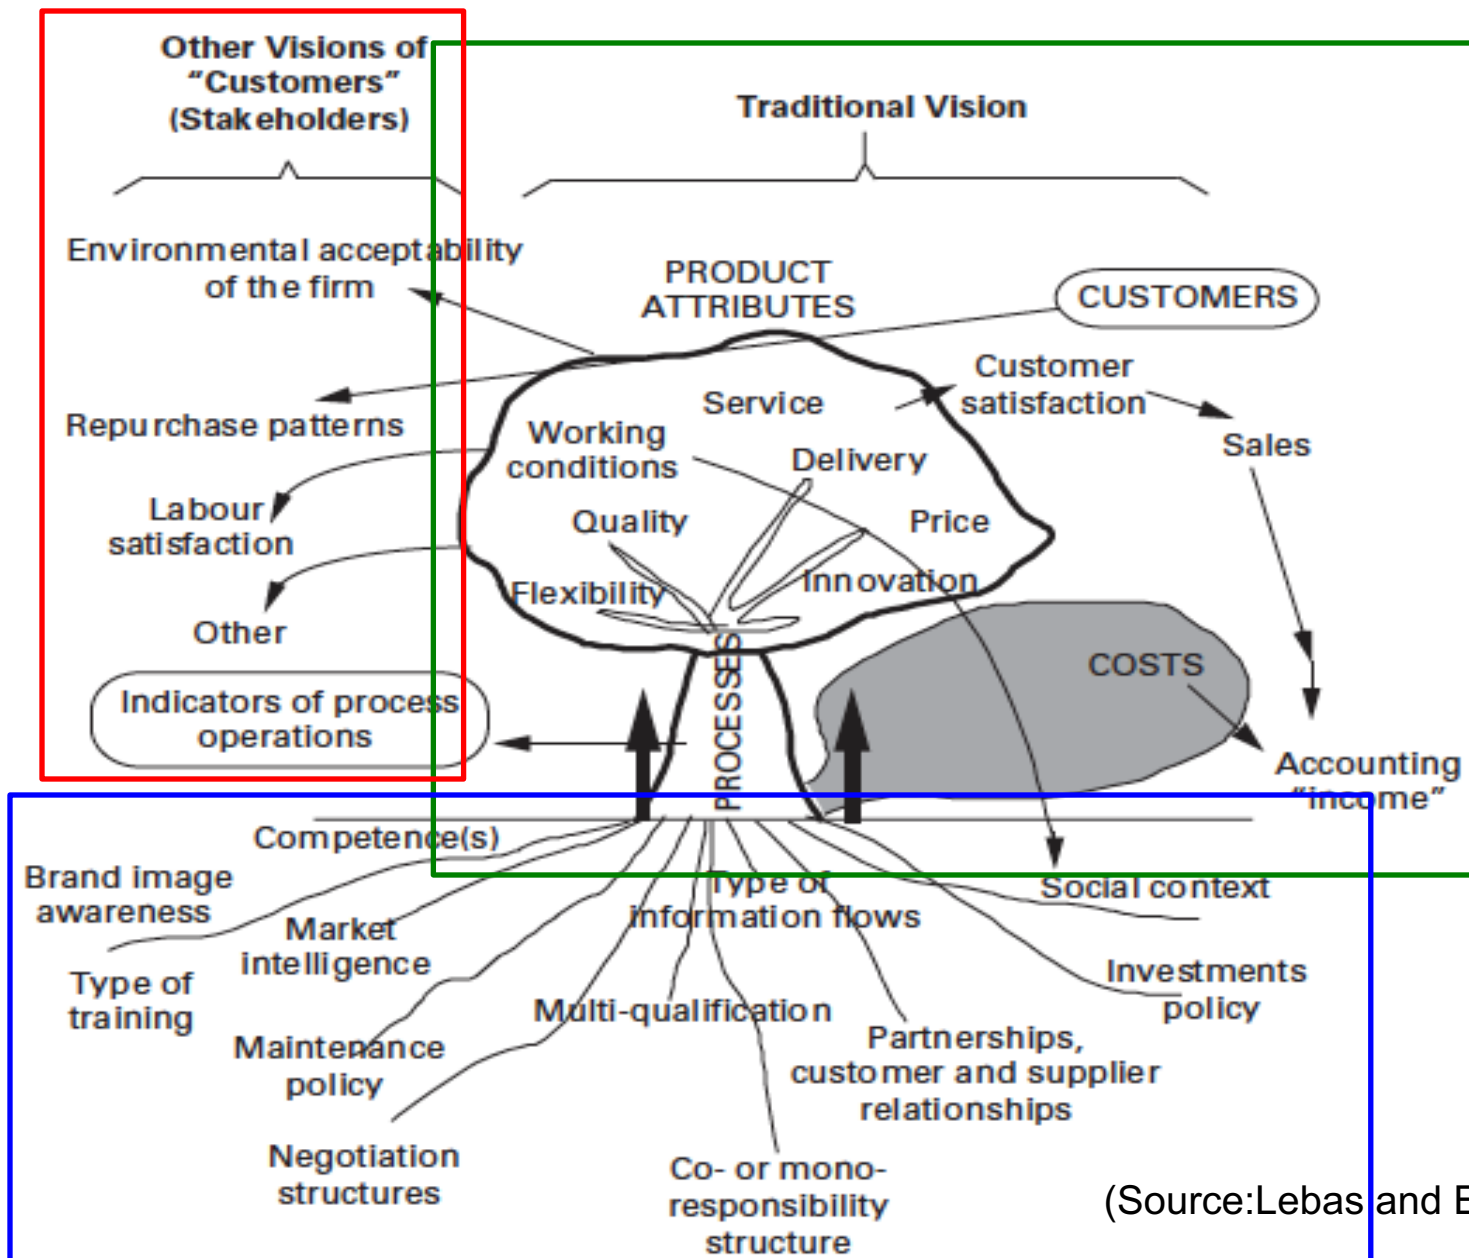 Other Visions of
“Customers”
(Stakeholders)
Traditional Vision
Environmental acceptability
of the firm
PRODUCT
ATTRIBUTES
CUSTOMERS
Customer
satisfaction
Service
Repurchase patterns
Working
conditions
Delivery
Sales
Labour
satisfaction
Quality
Price
Flexibility
Innovation
Other
PROCESSES
COSTS
Indicators of process
operations
Accounting
“income”
Competence(s)
Brand image
awareness
Type of
information flows
Social context
Market
intelligence
Type of
training
Investments
policy
Multi-qualification
Maintenance
policy
Partnerships,
customer and supplier
relationships
Negotiation
structures
Co- or mono-
responsibility
structure
(Source:Lebas and E